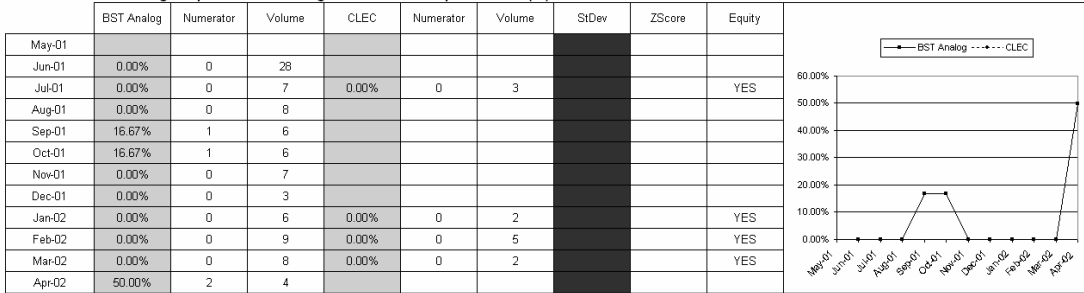 BST Analog Numerator Volume CLEC Numerator Volume StDev ZScore Equity
May-01
Jun-01 0.00% 0 28
Jul-01 0.00% 0 7 0.00% 0 3 YES
Aug-01 0.00% 0 8
Sep-01 16.67% 1 6
Oct-01 16.67% 1 6
Nov-01 0.00% 0 7
Dec-01 0.00% 0 3
Jan-02 0.00% 0 6 0.00% 0 2 YES
Feb-02 0.00% 0 9 0.00% 0 5 YES
Mar-02 0.00% 0 8 0.00% 0 2 YES
Apr-02 50.00% 2 4
BST Analog CLEC
60.00%
50.00%
40.00%
30.00%
20.00%
10.00%
0.00%
May-01 Jun-01 Jul-01 Aug-01 Sep-01 Oct-01 Nov-01 Dec-01 Jan-02 Feb-02 Mar-02 Apr-02